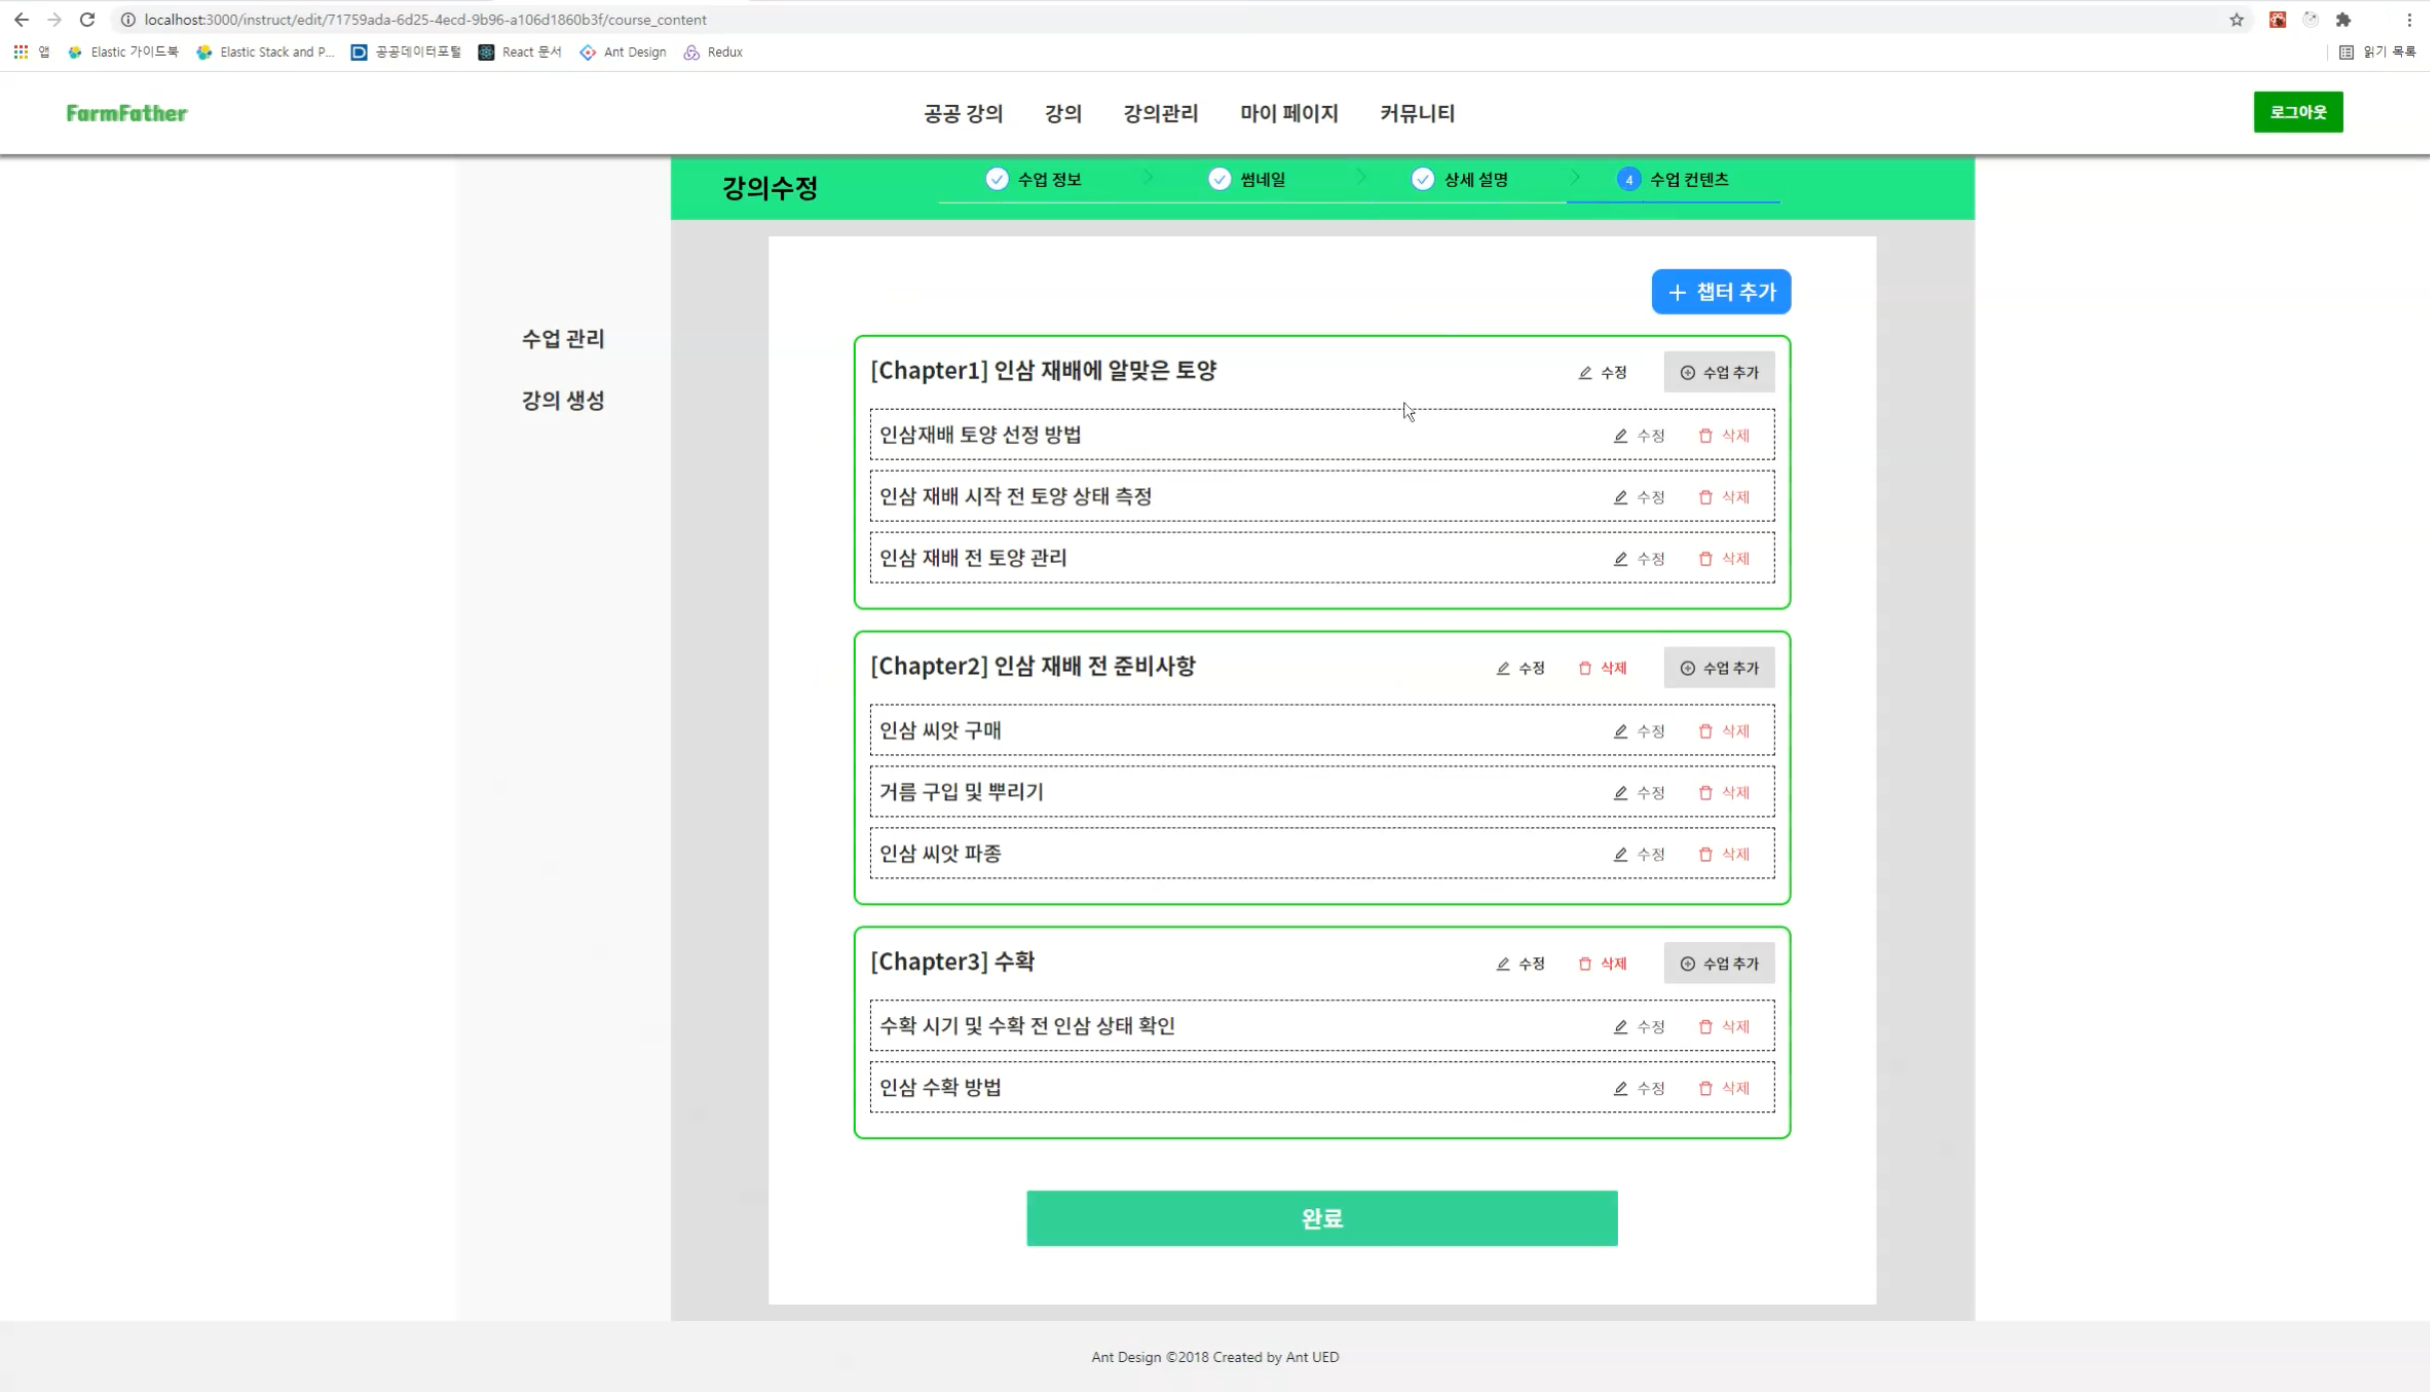 localhost:3000/instruct/edit/71759ada-6d25-4ecd-9b96-a106d1860b3f/course_content
앱 Elastic 가이드북 Elastic Stack and P... 공공데이터포털 React 문서 Ant Design Redux 읽기 목록
FarmFather 공공 강의 강의 강의관리 마이 페이지 커뮤니티 로그아웃
강의수정 수업 정보 썸네일 상세 설명 4 수업 컨텐츠
+ 챕터 추가
수업 관리
강의 생성
[Chapter1] 인삼 재배에 알맞은 토양 수정 수업 추가
인삼재배 토양 선정 방법 수정 삭제
인삼 재배 시작 전 토양 상태 측정 수정 삭제
인삼 재배 전 토양 관리 수정 삭제
[Chapter2] 인삼 재배 전 준비사항 수정 삭제 수업 추가
인삼 씨앗 구매 수정 삭제
거름 구입 및 뿌리기 수정 삭제
인삼 씨앗 파종 수정 삭제
[Chapter3] 수확 수정 삭제 수업 추가
수확 시기 및 수확 전 인삼 상태 확인 수정 삭제
인삼 수확 방법 수정 삭제
완료
Ant Design ©2018 Created by Ant UED